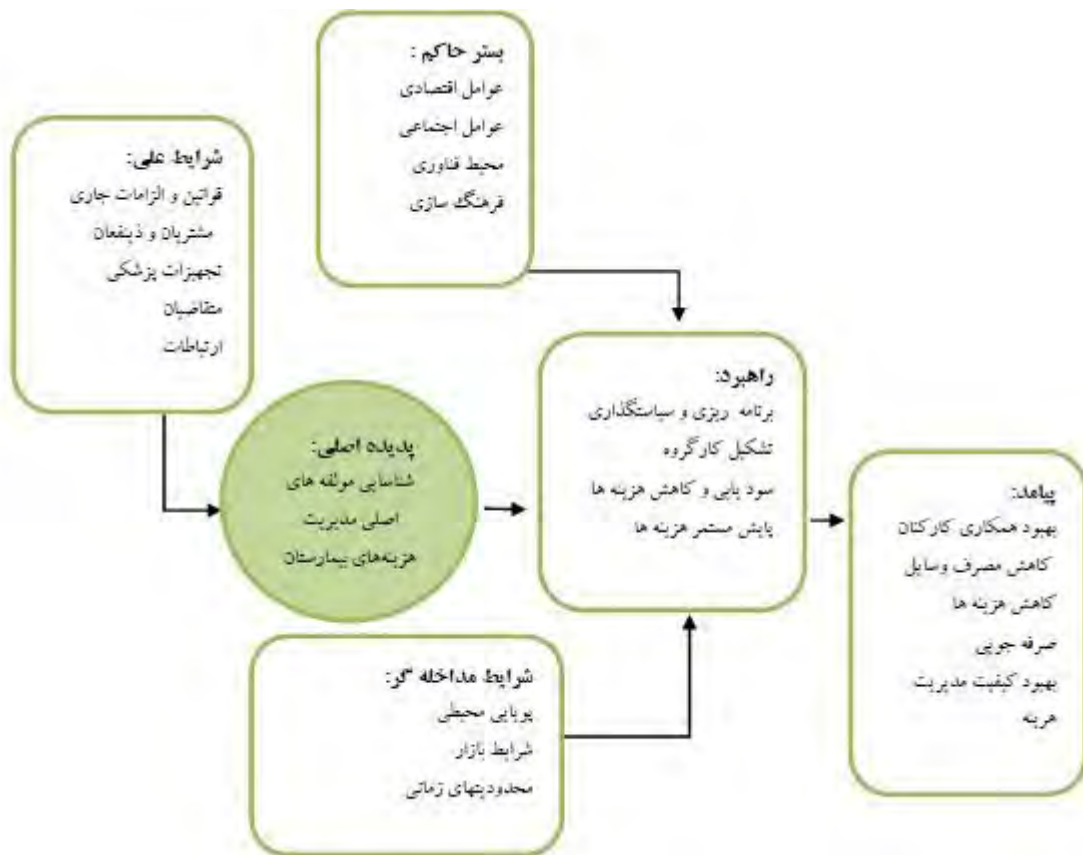 بستر حاکم :
عوامل اقتصادی
عوامل اجتماعی
محیط فناوری
فرهنگ سازی
شرایط علی:
قوانین و الزامات جاری
مشتریان و ذینفعان
تجهیزات پزشکی
متقاضیان
ارتباطات
پدیده اصلی:
شناسایی مولفه های
اصلی مدیریت
هزینه‌های بیمارستان
راهبرد:
برنامه ریزی و سیاستگذاری
تشکیل کارگروه
سود یابی و کاهش هزینه ها
پایش مستمر هزینه ها
شرایط مداخله گر:
پویایی محیطی
شرایط بازار
محدودیتهای زمانی
پیامد:
بهبود همکاری کارکنان
کاهش مصرف وسایل
کاهش هزینه ها
صرفه جویی
بهبود کیفیت مدیریت
هزینه